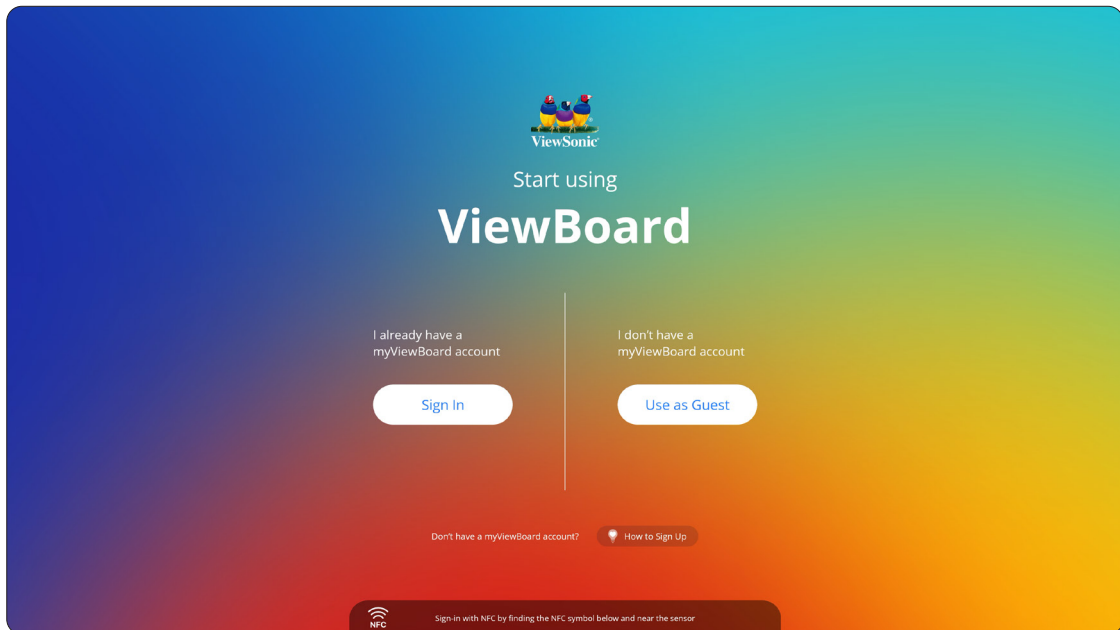 ViewSonic
Start using
ViewBoard
I already have a
myViewBoard account
Sign In
I don't have a
myViewBoard account
Use as Guest
Don't have a myViewBoard account?
How to Sign Up
NFC
Sign-in with NFC by finding the NFC symbol below and near the sensor